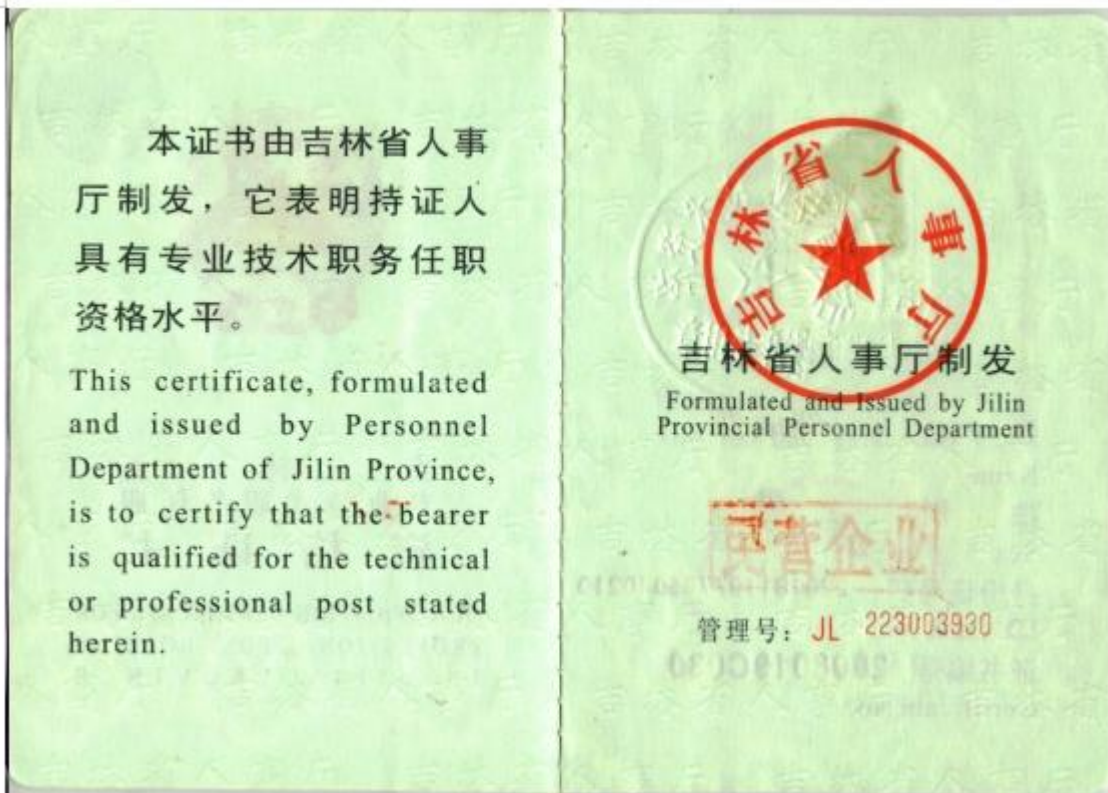 本证书由吉林省人事
厅制发，它表明持证人
具有专业技术职务任职
资格水平。
This certificate, formulated
and issued by Personnel
Department of Jilin Province,
is to certify that the bearer
is qualified for the technical
or professional post stated
herein.
吉林省人事厅
吉林省人事厅制发
Formulated and Issued by Jilin
Provincial Personnel Department
民营企业
管理号：JL 223003930